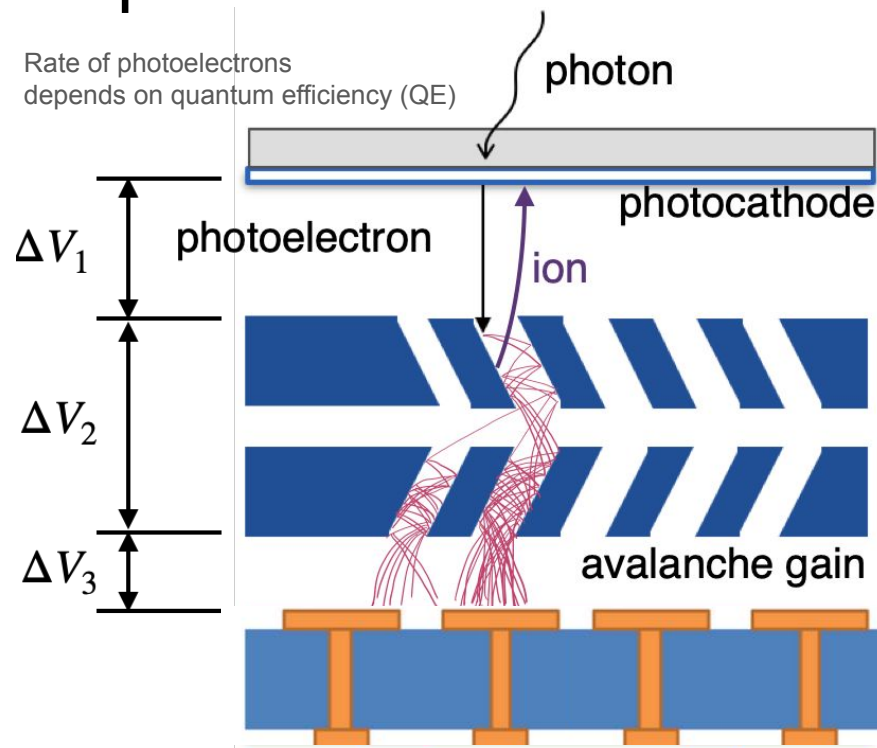 Rate of photoelectrons
depends on quantum efficiency (QE)
photon
photocathode
photoelectron
ion
ΔV₁
ΔV₂
ΔV₃
avalanche gain